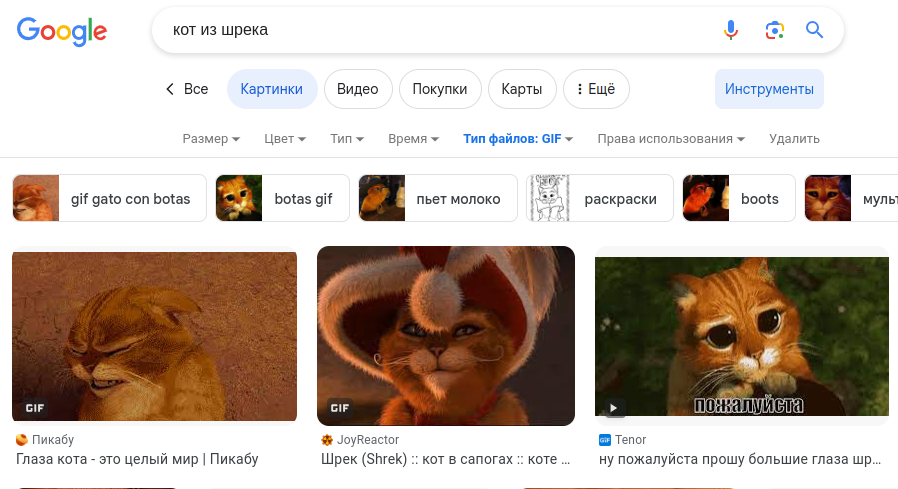 Google
кот из шрека
Все Картинки Видео Покупки Карты Ещё Инструменты
Размер Цвет Тип Время Тип файлов: GIF Права использования Удалить
gif gato con botas botas gif пьет молоко раскраски boots муль
GIF GIF пожалуйста
Пикабу JoyReactor GIF Tenor
Глаза кота - это целый мир | Пикабу Шрек (Shrek) :: кот в сапогах :: коте ... ну пожалуйста прошу большие глаза шр...